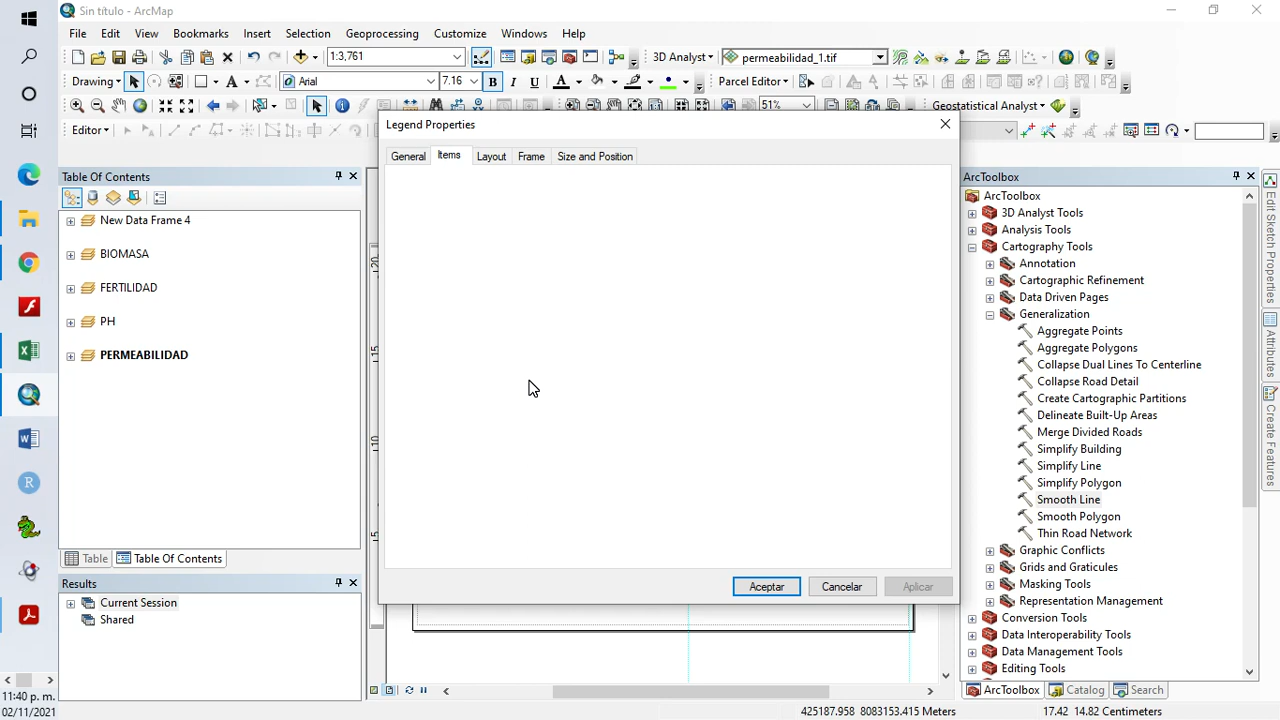 Sin título - ArcMap
File Edit View Bookmarks Insert Selection Geoprocessing Customize Windows Help
1:3,761 3D Analyst permeabilidad_1.tif
Drawing Arial 7.16 B I U A Parcel Editor
51% Geostatistical Analyst
Editor
Legend Properties
General Items Layout Frame Size and Position
Aceptar Cancelar Aplicar
Table Of Contents
New Data Frame 4
BIOMASA
FERTILIDAD
PH
PERMEABILIDAD
Table Table Of Contents
Results
Current Session
Shared
ArcToolbox
ArcToolbox
3D Analyst Tools
Analysis Tools
Cartography Tools
Annotation
Cartographic Refinement
Data Driven Pages
Generalization
Aggregate Points
Aggregate Polygons
Collapse Dual Lines To Centerline
Collapse Road Detail
Create Cartographic Partitions
Delineate Built-Up Areas
Merge Divided Roads
Simplify Building
Simplify Line
Simplify Polygon
Smooth Line
Smooth Polygon
Thin Road Network
Graphic Conflicts
Grids and Graticules
Masking Tools
Representation Management
Conversion Tools
Data Interoperability Tools
Data Management Tools
Editing Tools
ArcToolbox Catalog Search
Edit Sketch Properties
Attributes
Create Features
425187.958 8083153.415 Meters 17.42 14.82 Centimeters
11:40 p. m.
02/11/2021